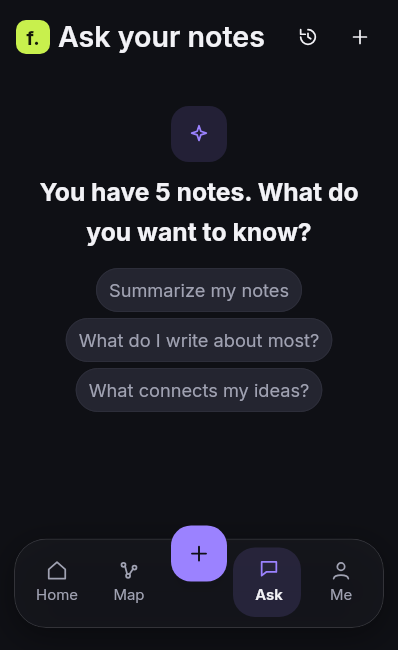 f. Ask your notes
You have 5 notes. What do
you want to know?
Summarize my notes
What do I write about most?
What connects my ideas?
Home Map Ask Me